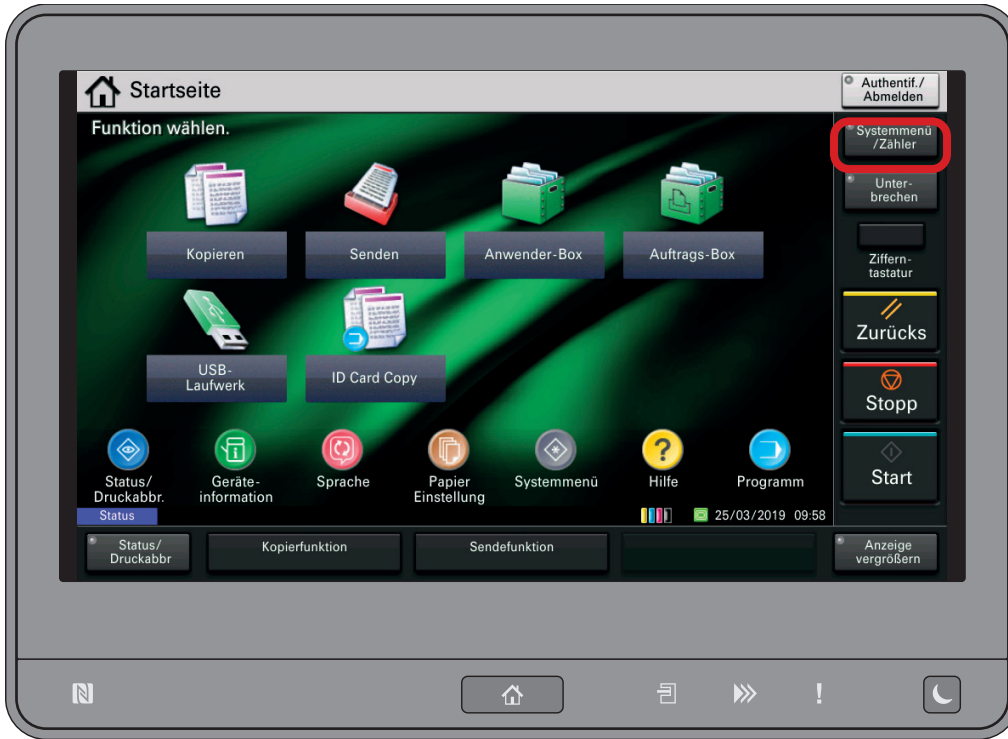 Startseite
Authentif./
Abmelden
Funktion wählen.
Systemmenü
/Zähler
Unter-
brechen
Kopieren
Senden
Anwender-Box
Auftrags-Box
Ziffern-
tastatur
Zurücks
USB-
Laufwerk
ID Card Copy
Stopp
Status/
Druckabbr.
Geräte-
information
Sprache
Papier
Einstellung
Systemmenü
Hilfe
Programm
Start
Status
25/03/2019 09:58
Status/
Druckabbr
Kopierfunktion
Sendefunktion
Anzeige
vergrößern